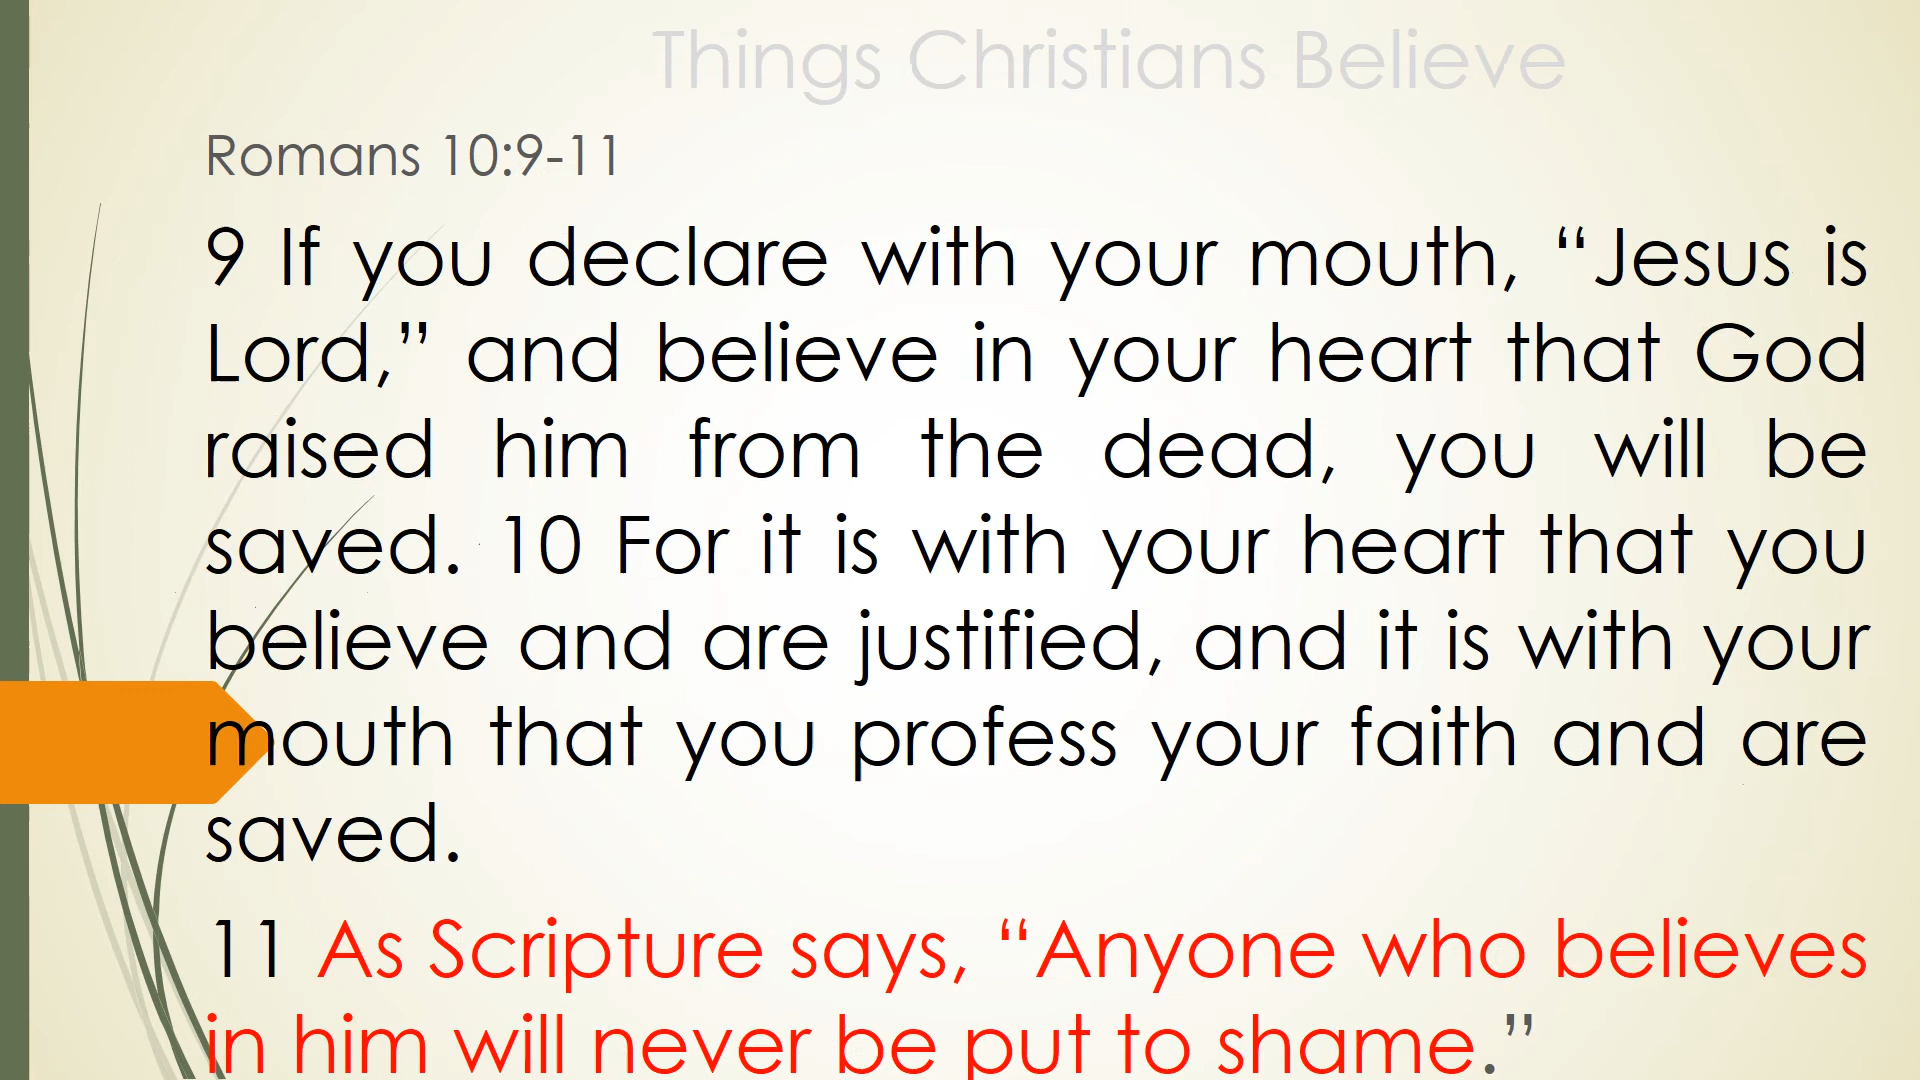 Things Christians Believe
Romans 10:9-11
9 If you declare with your mouth, “Jesus is
Lord,” and believe in your heart that God
raised him from the dead, you will be
saved. 10 For it is with your heart that you
believe and are justified, and it is with your
mouth that you profess your faith and are
saved.
11 As Scripture says, “Anyone who believes
in him will never be put to shame.”